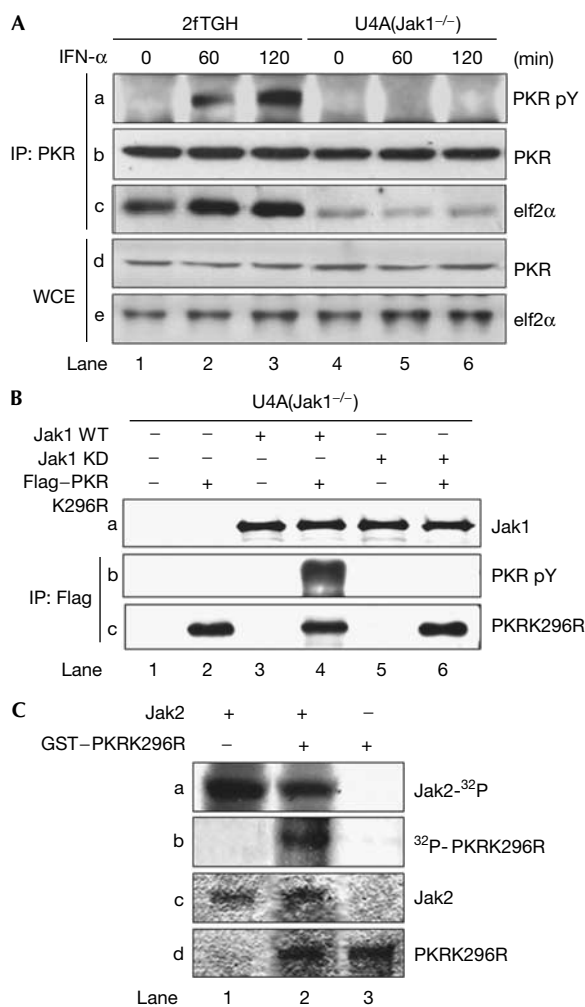 A
2fTGH U4A(Jak1–/–)
IFN-α 0 60 120 0 60 120 (min)
a PKR pY
IP: PKR b PKR
c elf2α
d PKR
WCE
e elf2α
Lane 1 2 3 4 5 6
B
U4A(Jak1–/–)
Jak1 WT – – + + – –
Jak1 KD – – – – + +
Flag–PKR – + – + – +
K296R
a Jak1
b PKR pY
IP: Flag
c PKRK296R
Lane 1 2 3 4 5 6
C
Jak2 + + –
GST–PKRK296R – + +
a Jak2-32P
b 32P-PKRK296R
c Jak2
d PKRK296R
Lane 1 2 3